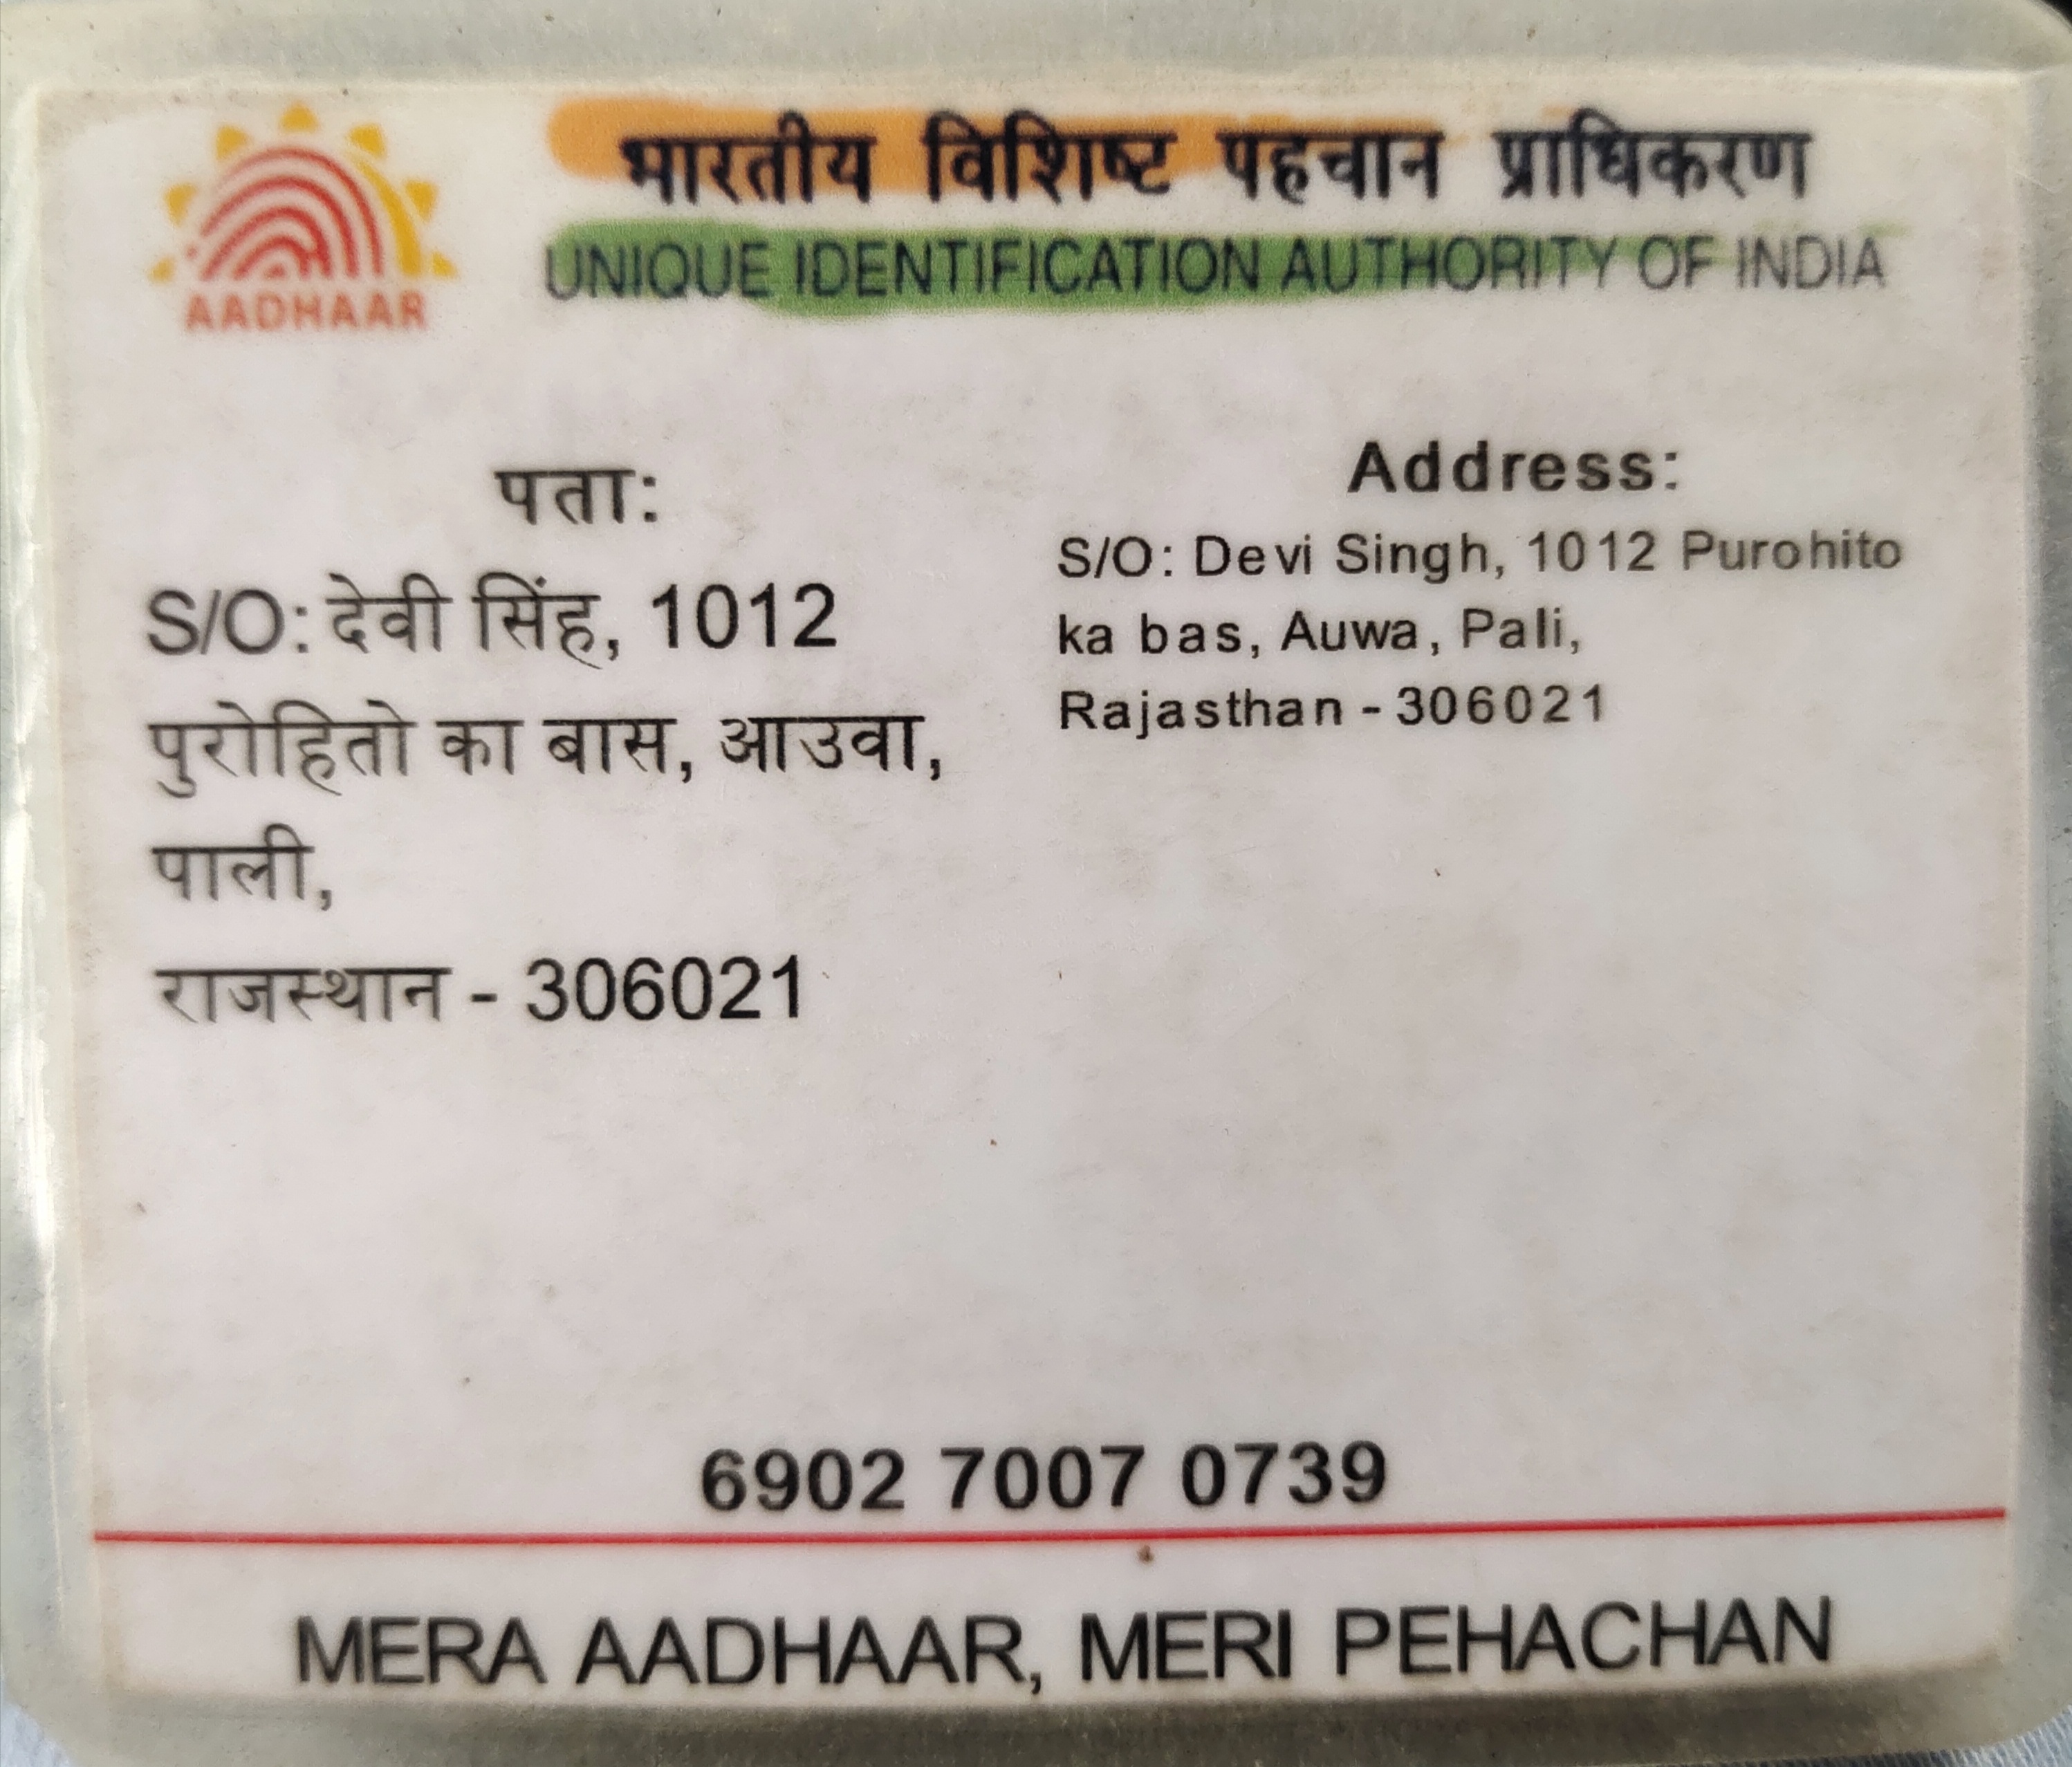 AADHAAR
भारतीय विशिष्ट पहचान प्राधिकरण
UNIQUE IDENTIFICATION AUTHORITY OF INDIA
पता:
S/O: देवी सिंह, 1012
पुरोहितो का बास, आउवा,
पाली,
राजस्थान - 306021
Address:
S/O: Devi Singh, 1012 Purohito
ka bas, Auwa, Pali,
Rajasthan - 306021
6902 7007 0739
MERA AADHAAR, MERI PEHACHAN